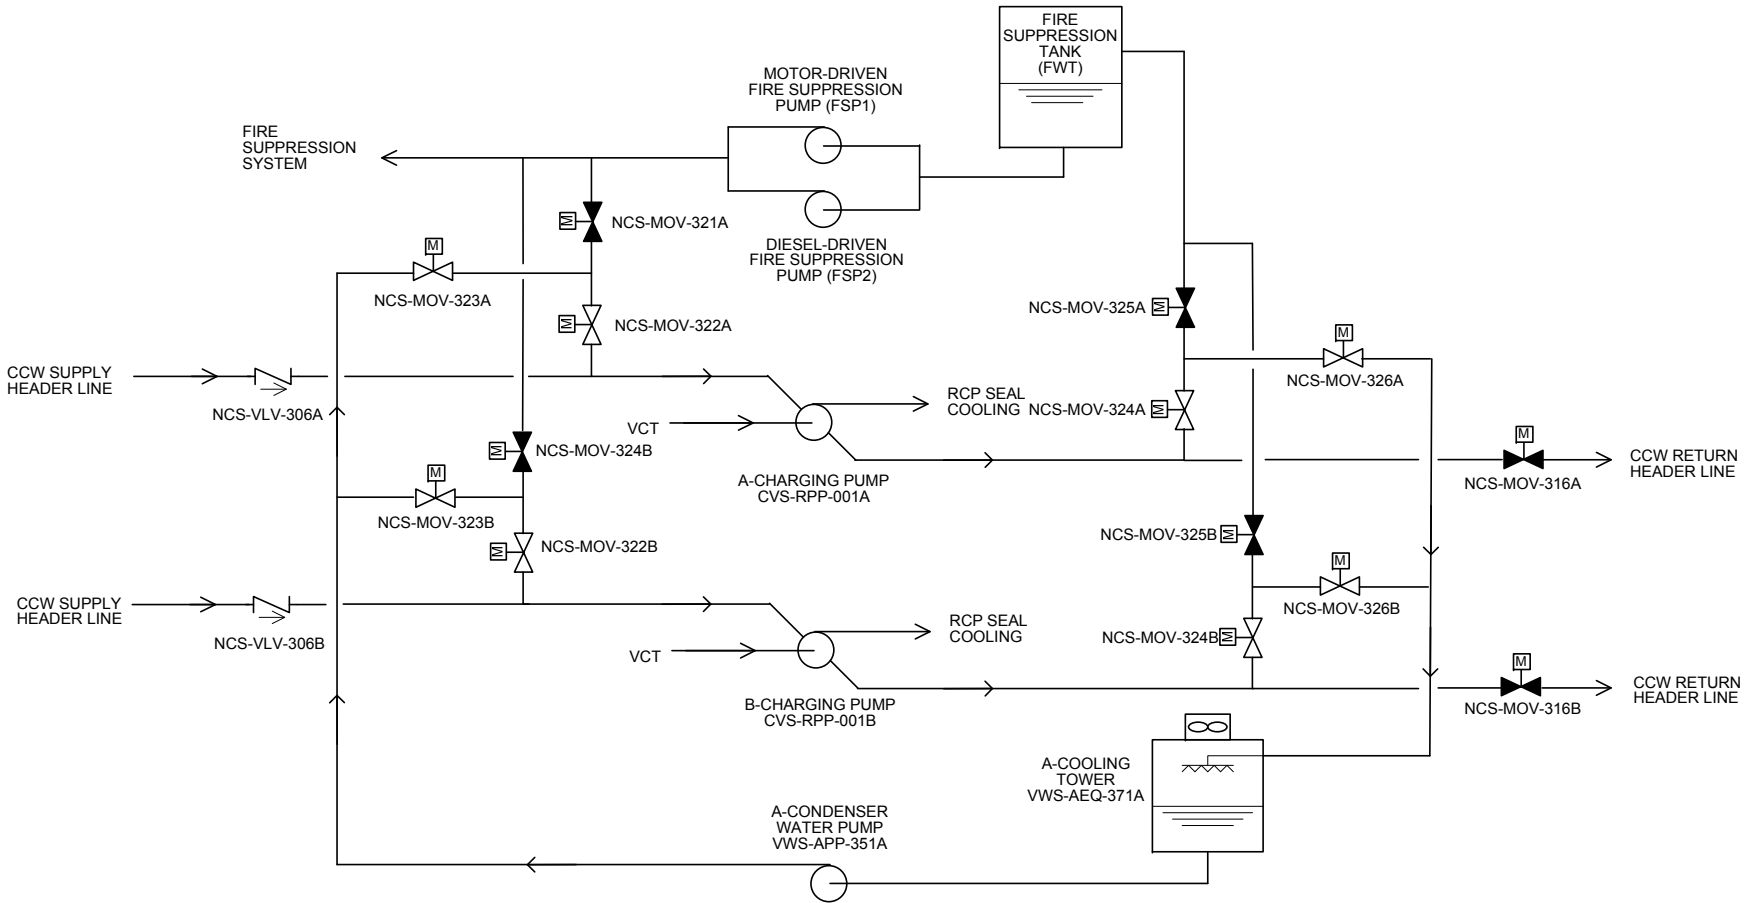 FIRE
SUPPRESSION
TANK
(FWT)
MOTOR-DRIVEN
FIRE SUPPRESSION
PUMP (FSP1)
FIRE
SUPPRESSION
SYSTEM
M
NCS-MOV-321A
DIESEL-DRIVEN
FIRE SUPPRESSION
PUMP (FSP2)
M
NCS-MOV-323A
M
NCS-MOV-322A
NCS-MOV-325A
M
M
NCS-MOV-326A
CCW SUPPLY
HEADER LINE
NCS-VLV-306A
VCT
RCP SEAL
COOLING
NCS-MOV-324A
M
M
NCS-MOV-324B
A-CHARGING PUMP
CVS-RPP-001A
M
NCS-MOV-316A
CCW RETURN
HEADER LINE
M
NCS-MOV-323B
M
NCS-MOV-322B
NCS-MOV-325B
M
M
NCS-MOV-326B
CCW SUPPLY
HEADER LINE
NCS-VLV-306B
VCT
RCP SEAL
COOLING
NCS-MOV-324B
M
B-CHARGING PUMP
CVS-RPP-001B
M
NCS-MOV-316B
CCW RETURN
HEADER LINE
A-COOLING
TOWER
VWS-AEQ-371A
A-CONDENSER
WATER PUMP
VWS-APP-351A